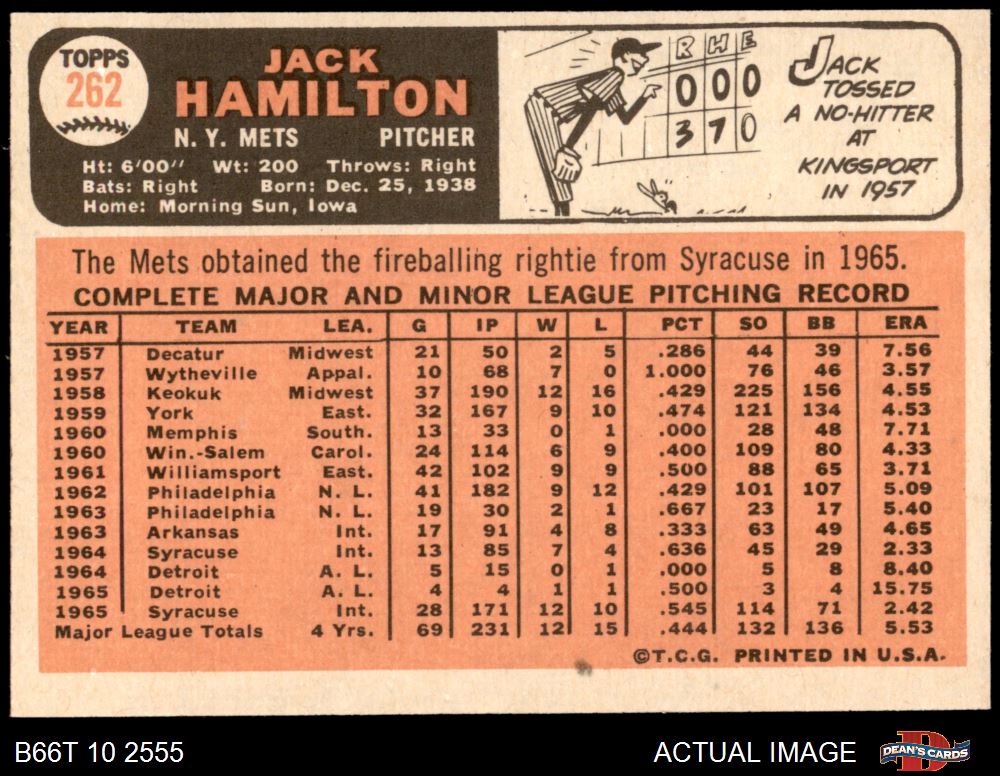 TOPPS
262
JACK
HAMILTON
N. Y. METS PITCHER
Ht: 6'00" Wt: 200 Throws: Right
Bats: Right Born: Dec. 25, 1938
Home: Morning Sun, Iowa
R H E
0 0 0
3 7 0
JACK
TOSSED
A NO-HITTER
AT
KINGSPORT
IN 1957
The Mets obtained the fireballing rightie from Syracuse in 1965.
COMPLETE MAJOR AND MINOR LEAGUE PITCHING RECORD
YEAR TEAM LEA. G IP W L PCT SO BB ERA
1957 Decatur Midwest 21 50 2 5 .286 44 39 7.56
1957 Wytheville Appal. 10 68 7 0 1.000 76 46 3.57
1958 Keokuk Midwest 37 190 12 16 .429 225 156 4.55
1959 York East. 32 167 9 10 .474 121 134 4.53
1960 Memphis South. 13 33 0 1 .000 28 48 7.71
1960 Win.-Salem Carol. 24 114 6 9 .400 109 80 4.33
1961 Williamsport East. 42 102 9 9 .500 88 65 3.71
1962 Philadelphia N. L. 41 182 9 12 .429 101 107 5.09
1963 Philadelphia N. L. 19 30 2 1 .667 23 17 5.40
1963 Arkansas Int. 17 91 4 8 .333 63 49 4.65
1964 Syracuse Int. 13 85 7 4 .636 45 29 2.33
1964 Detroit A. L. 5 15 0 1 .000 5 8 8.40
1965 Detroit A. L. 4 4 1 1 .500 3 4 15.75
1965 Syracuse Int. 28 171 12 10 .545 114 71 2.42
Major League Totals 4 Yrs. 69 231 12 15 .444 132 136 5.53
©T.C.G. PRINTED IN U.S.A.
B66T 10 2555 ACTUAL IMAGE
DEAN'S CARDS